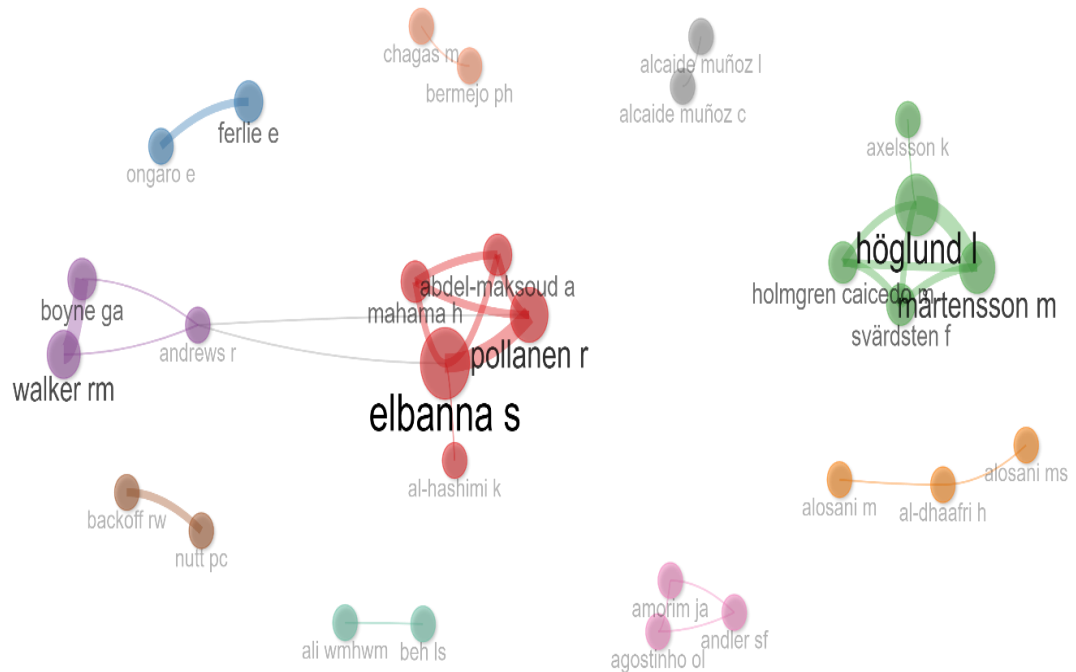 chagas m
bermejo ph
alcaide muñoz l
alcaide muñoz c
ferlie e
ongaro e
axelsson k
höglund l
holmgren caicedo m
mårtensson m
svärdsten f
boyne ga
andrews r
walker rm
abdel-maksoud a
mahama h
pollanen r
elbanna s
al-hashimi k
alosani ms
alosani m
al-dhaafri h
backoff rw
nutt pc
amorim ja
andler sf
agostinho ol
ali wmhwm
beh ls